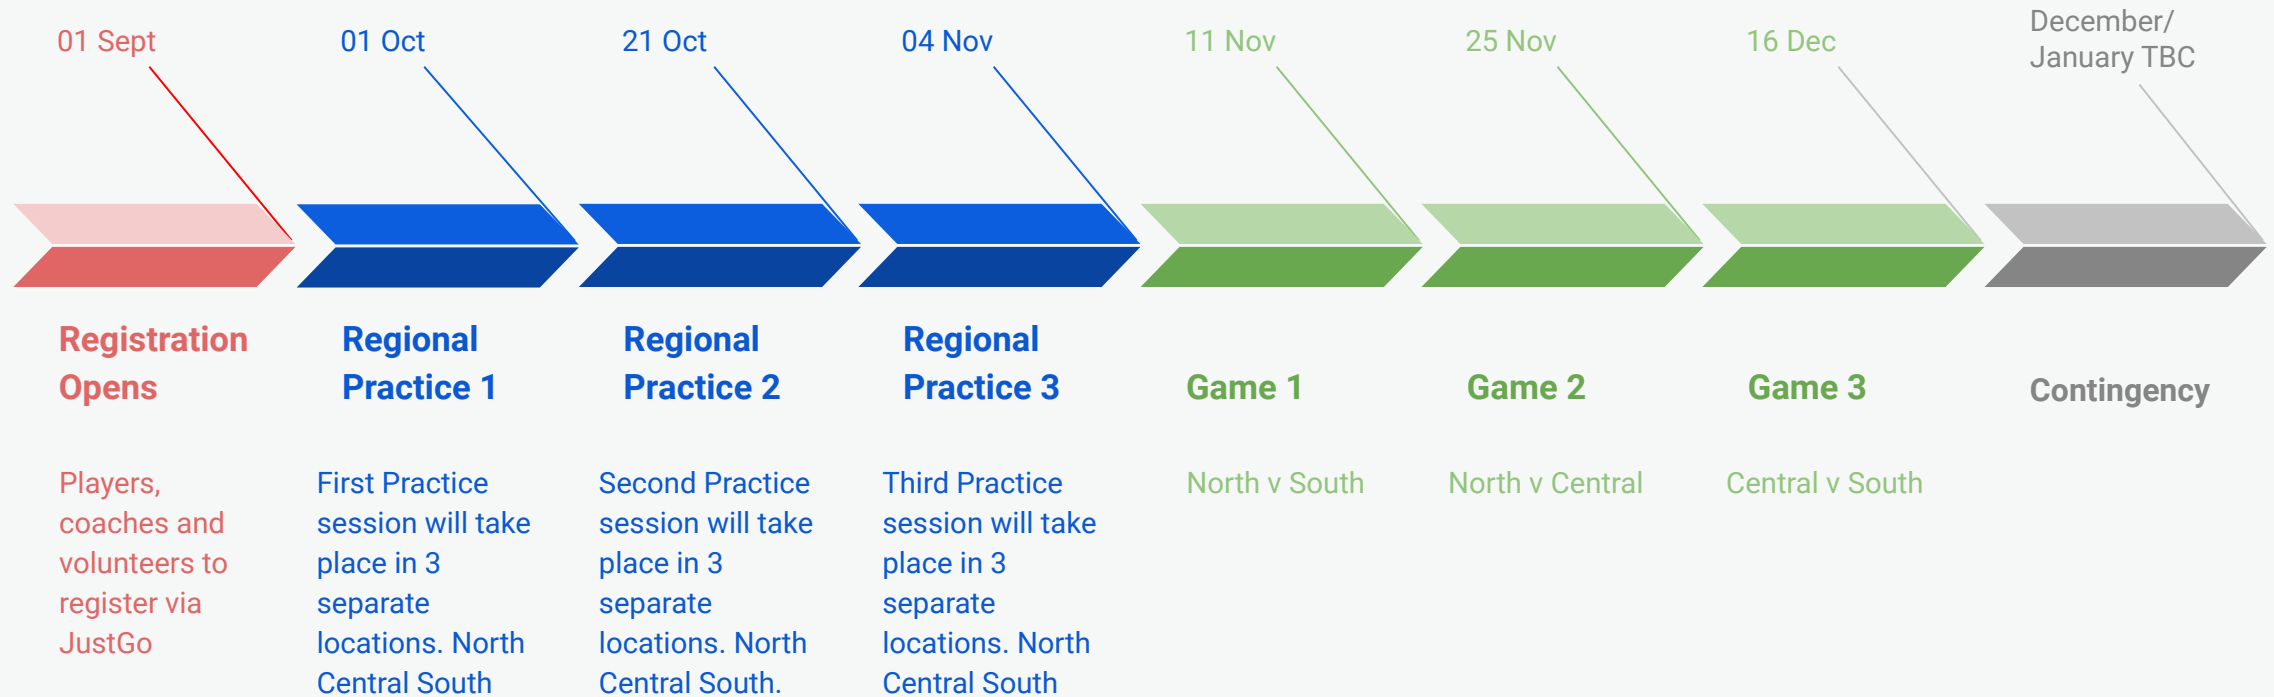 01 Sept
Registration
Opens
Players,
coaches and
volunteers to
register via
JustGo
01 Oct
Regional
Practice 1
First Practice
session will take
place in 3
separate
locations. North
Central South
21 Oct
Regional
Practice 2
Second Practice
session will take
place in 3
separate
locations. North
Central South.
04 Nov
Regional
Practice 3
Third Practice
session will take
place in 3
separate
locations. North
Central South
11 Nov
Game 1
North v South
25 Nov
Game 2
North v Central
16 Dec
Game 3
Central v South
December/
January TBC
Contingency